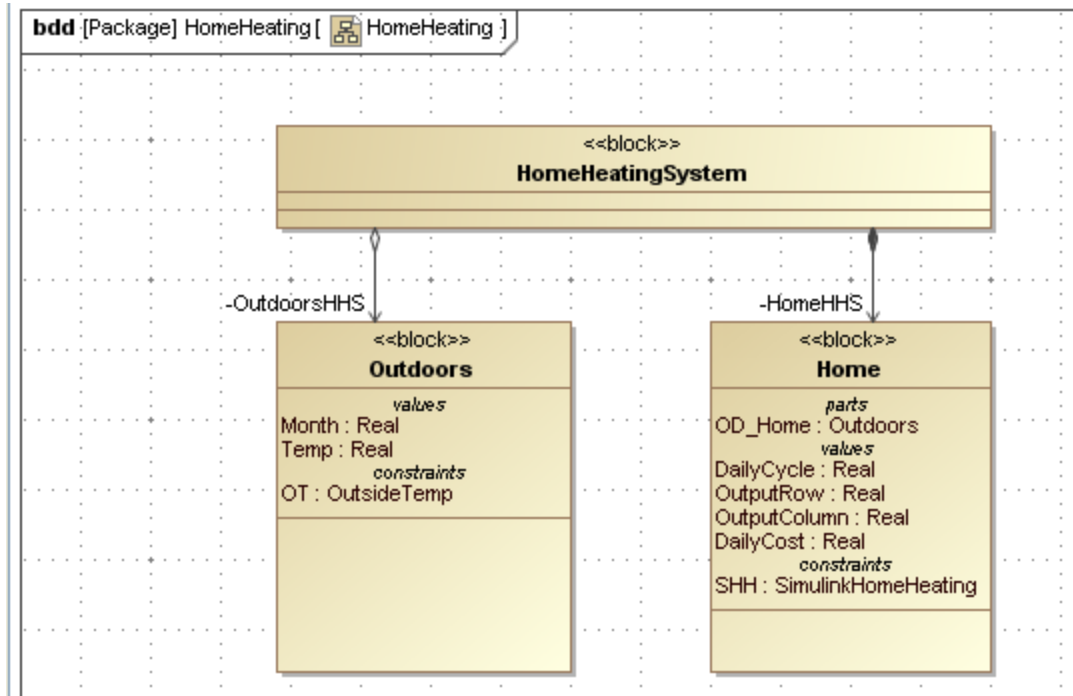 bdd [Package] HomeHeating [ HomeHeating ]
<<block>>
HomeHeatingSystem
-OutdoorsHHS
-HomeHHS
<<block>>
Outdoors
values
Month : Real
Temp : Real
constraints
OT : OutsideTemp
<<block>>
Home
parts
OD_Home : Outdoors
values
DailyCycle : Real
OutputRow : Real
OutputColumn : Real
DailyCost : Real
constraints
SHH : SimulinkHomeHeating